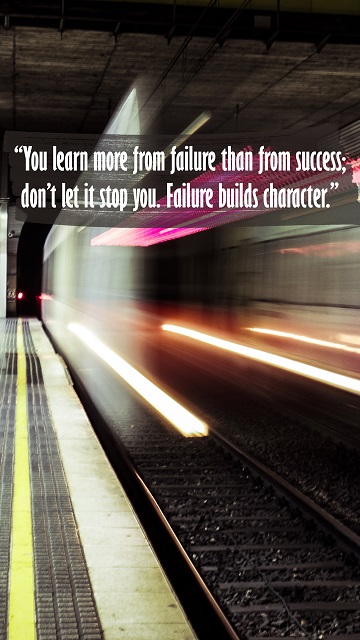 “You learn more from failure than from success;
don’t let it stop you. Failure builds character.”